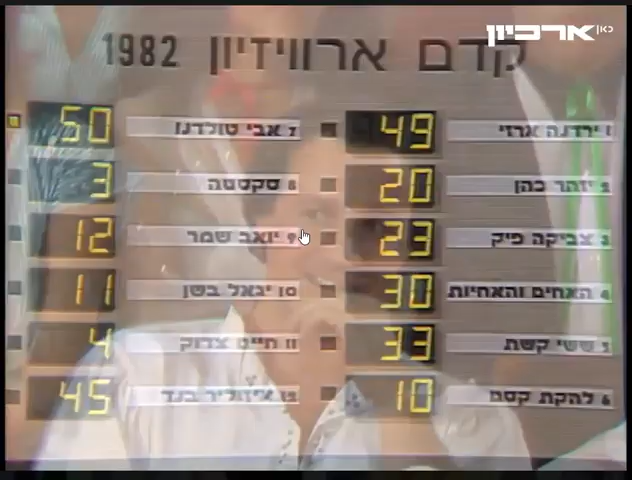 כאן ארכיון
קדם ארוויזיון 1982
1 ירדנה ארזי 49
2 יזהר כהן 20
3 צביקה פיק 23
4 האחים והאחיות 30
5 ששי קשת 33
6 להקת קסם 10
7 אבי טולדנו 50
8 סקסטה 3
9 יואב שמר 12
10 יגאל בשן 11
11 חייט צדוק 4
12 איזולירבנד 45